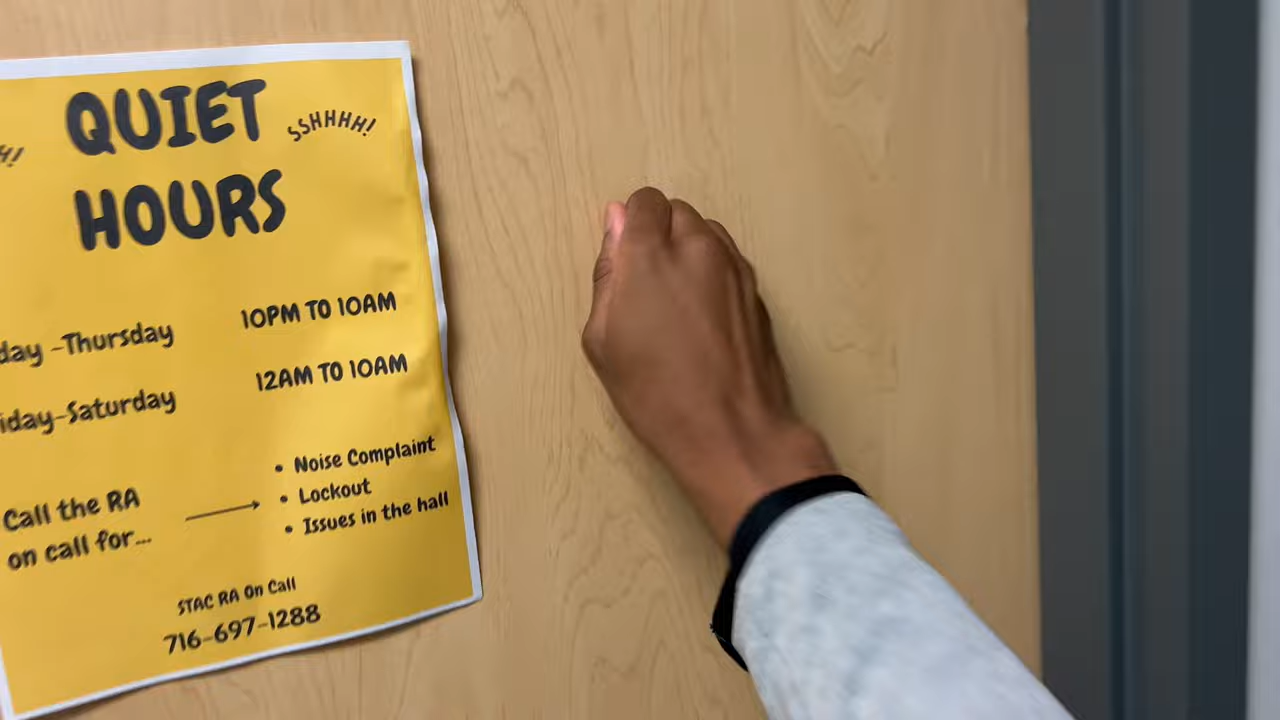 QUIET
SSHHHH!
H!
HOURS
day -Thursday 10PM TO 10AM
iday-Saturday 12AM TO 10AM
Call the RA
on call for...
• Noise Complaint
• Lockout
• Issues in the hall
STAC RA On Call
716-697-1288